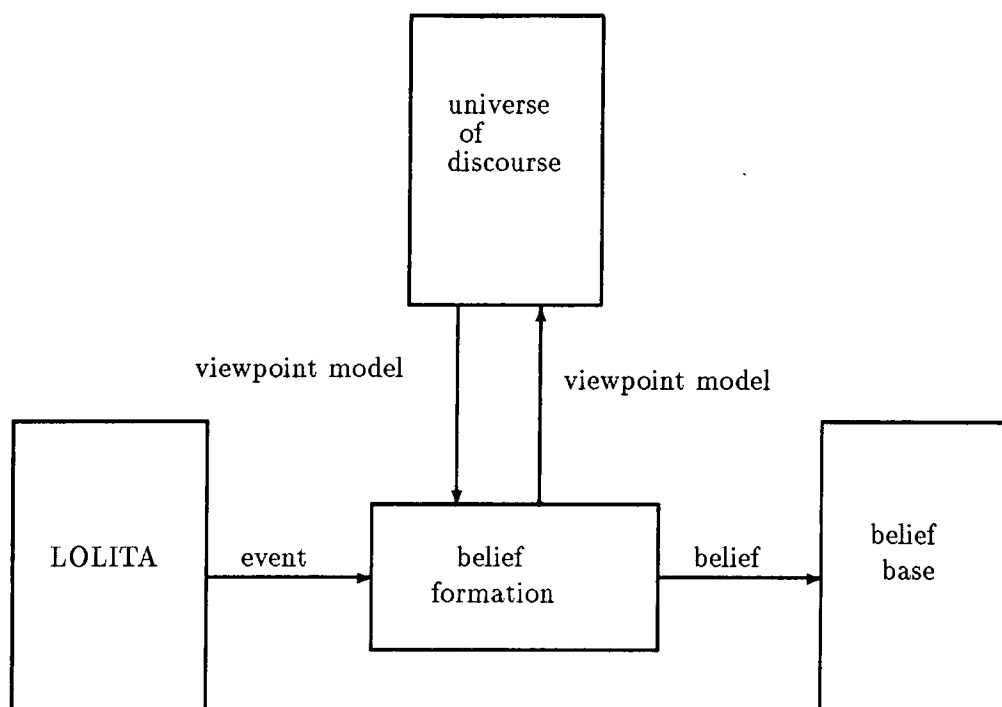 universe
of
discourse
viewpoint model
viewpoint model
LOLITA
event
belief
formation
belief
belief
base